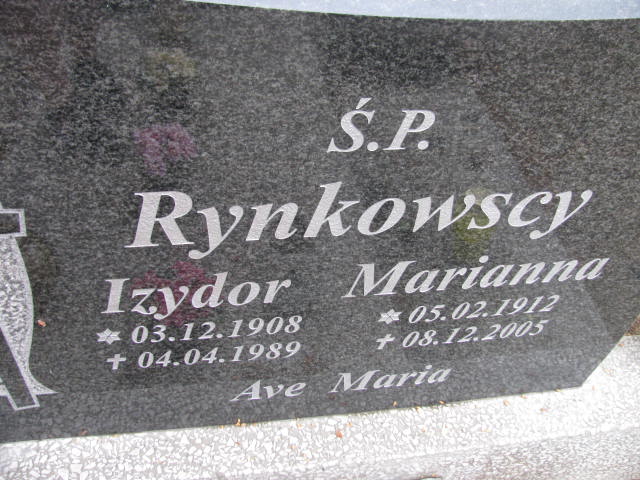 Ś.P.
Rynkowscy
Izydor Marianna
03.12.1908 05.02.1912
04.04.1989 08.12.2005
Ave Maria